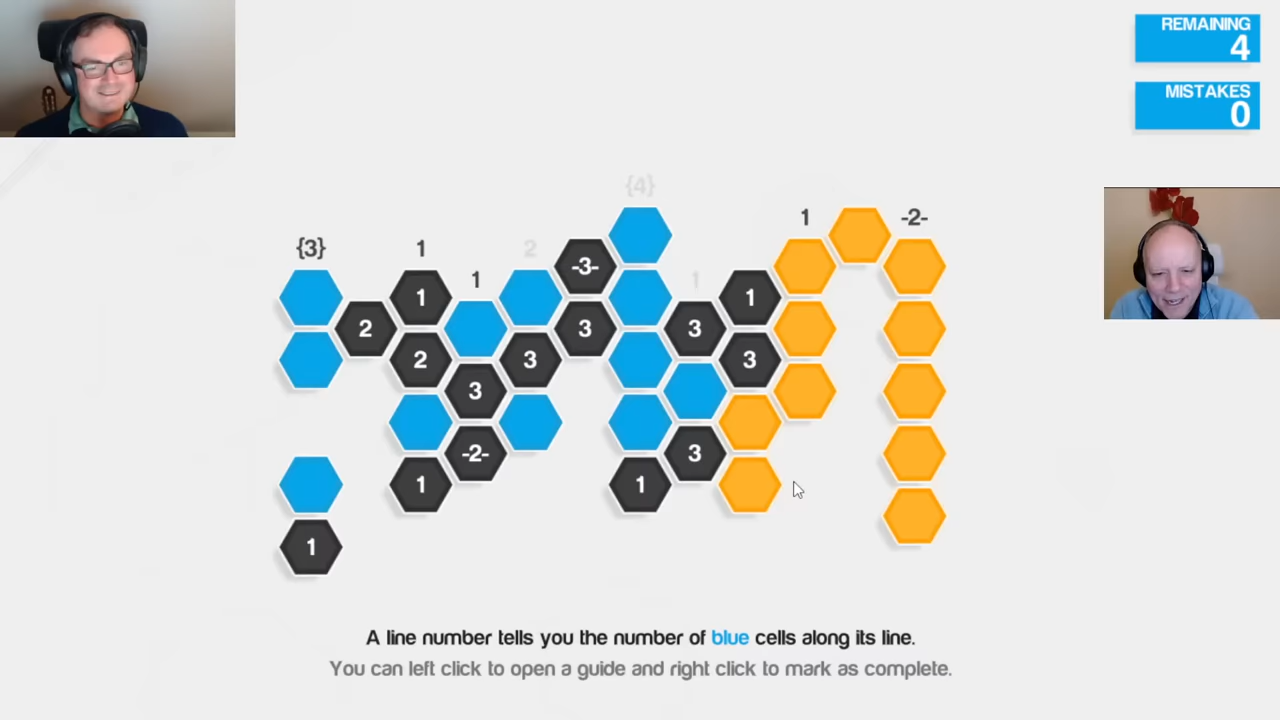 REMAINING
4
MISTAKES
0
{4}
1 -2-
{3} 1 2
1 1
-3-
1 1
2 3 3
2 3 3
3
-2- 3
1 1
1
A line number tells you the number of blue cells along its line.
You can left click to open a guide and right click to mark as complete.